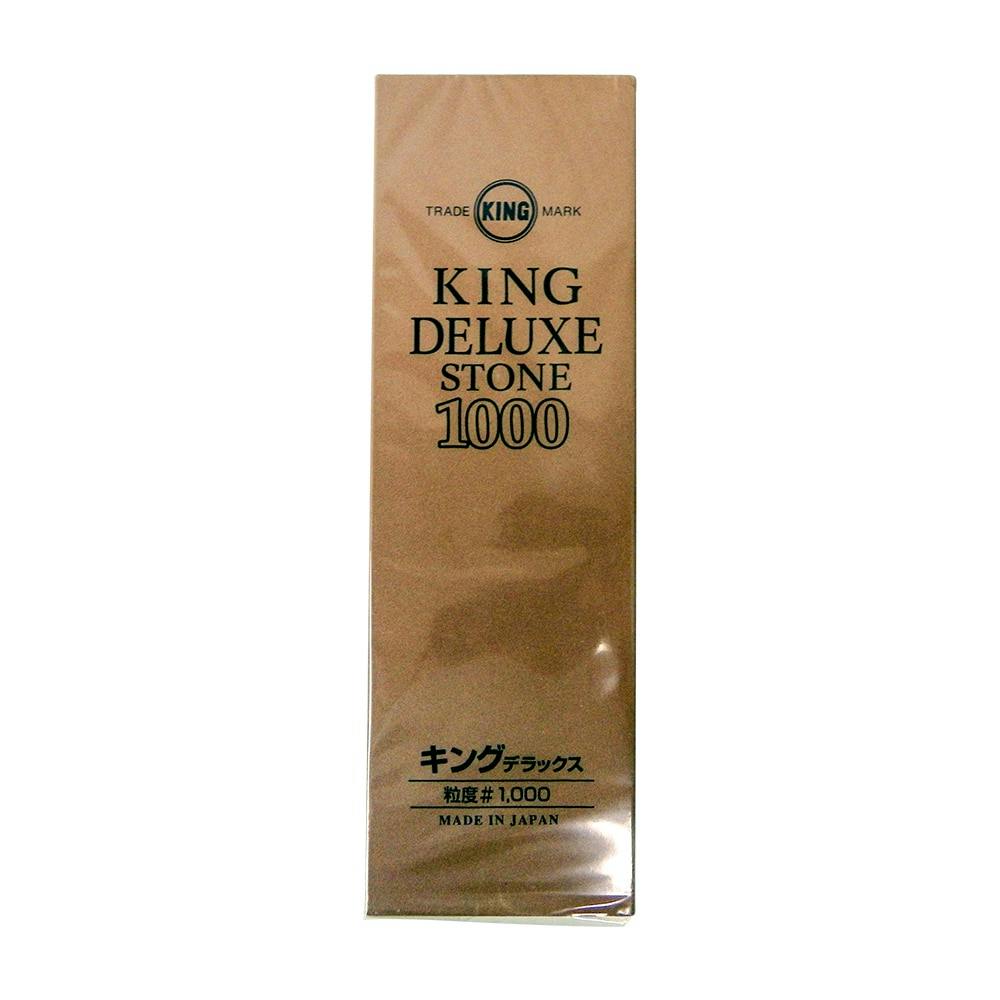 TRADE KING MARK
KING
DELUXE
STONE
1000
キングデラックス
粒度#1,000
MADE IN JAPAN